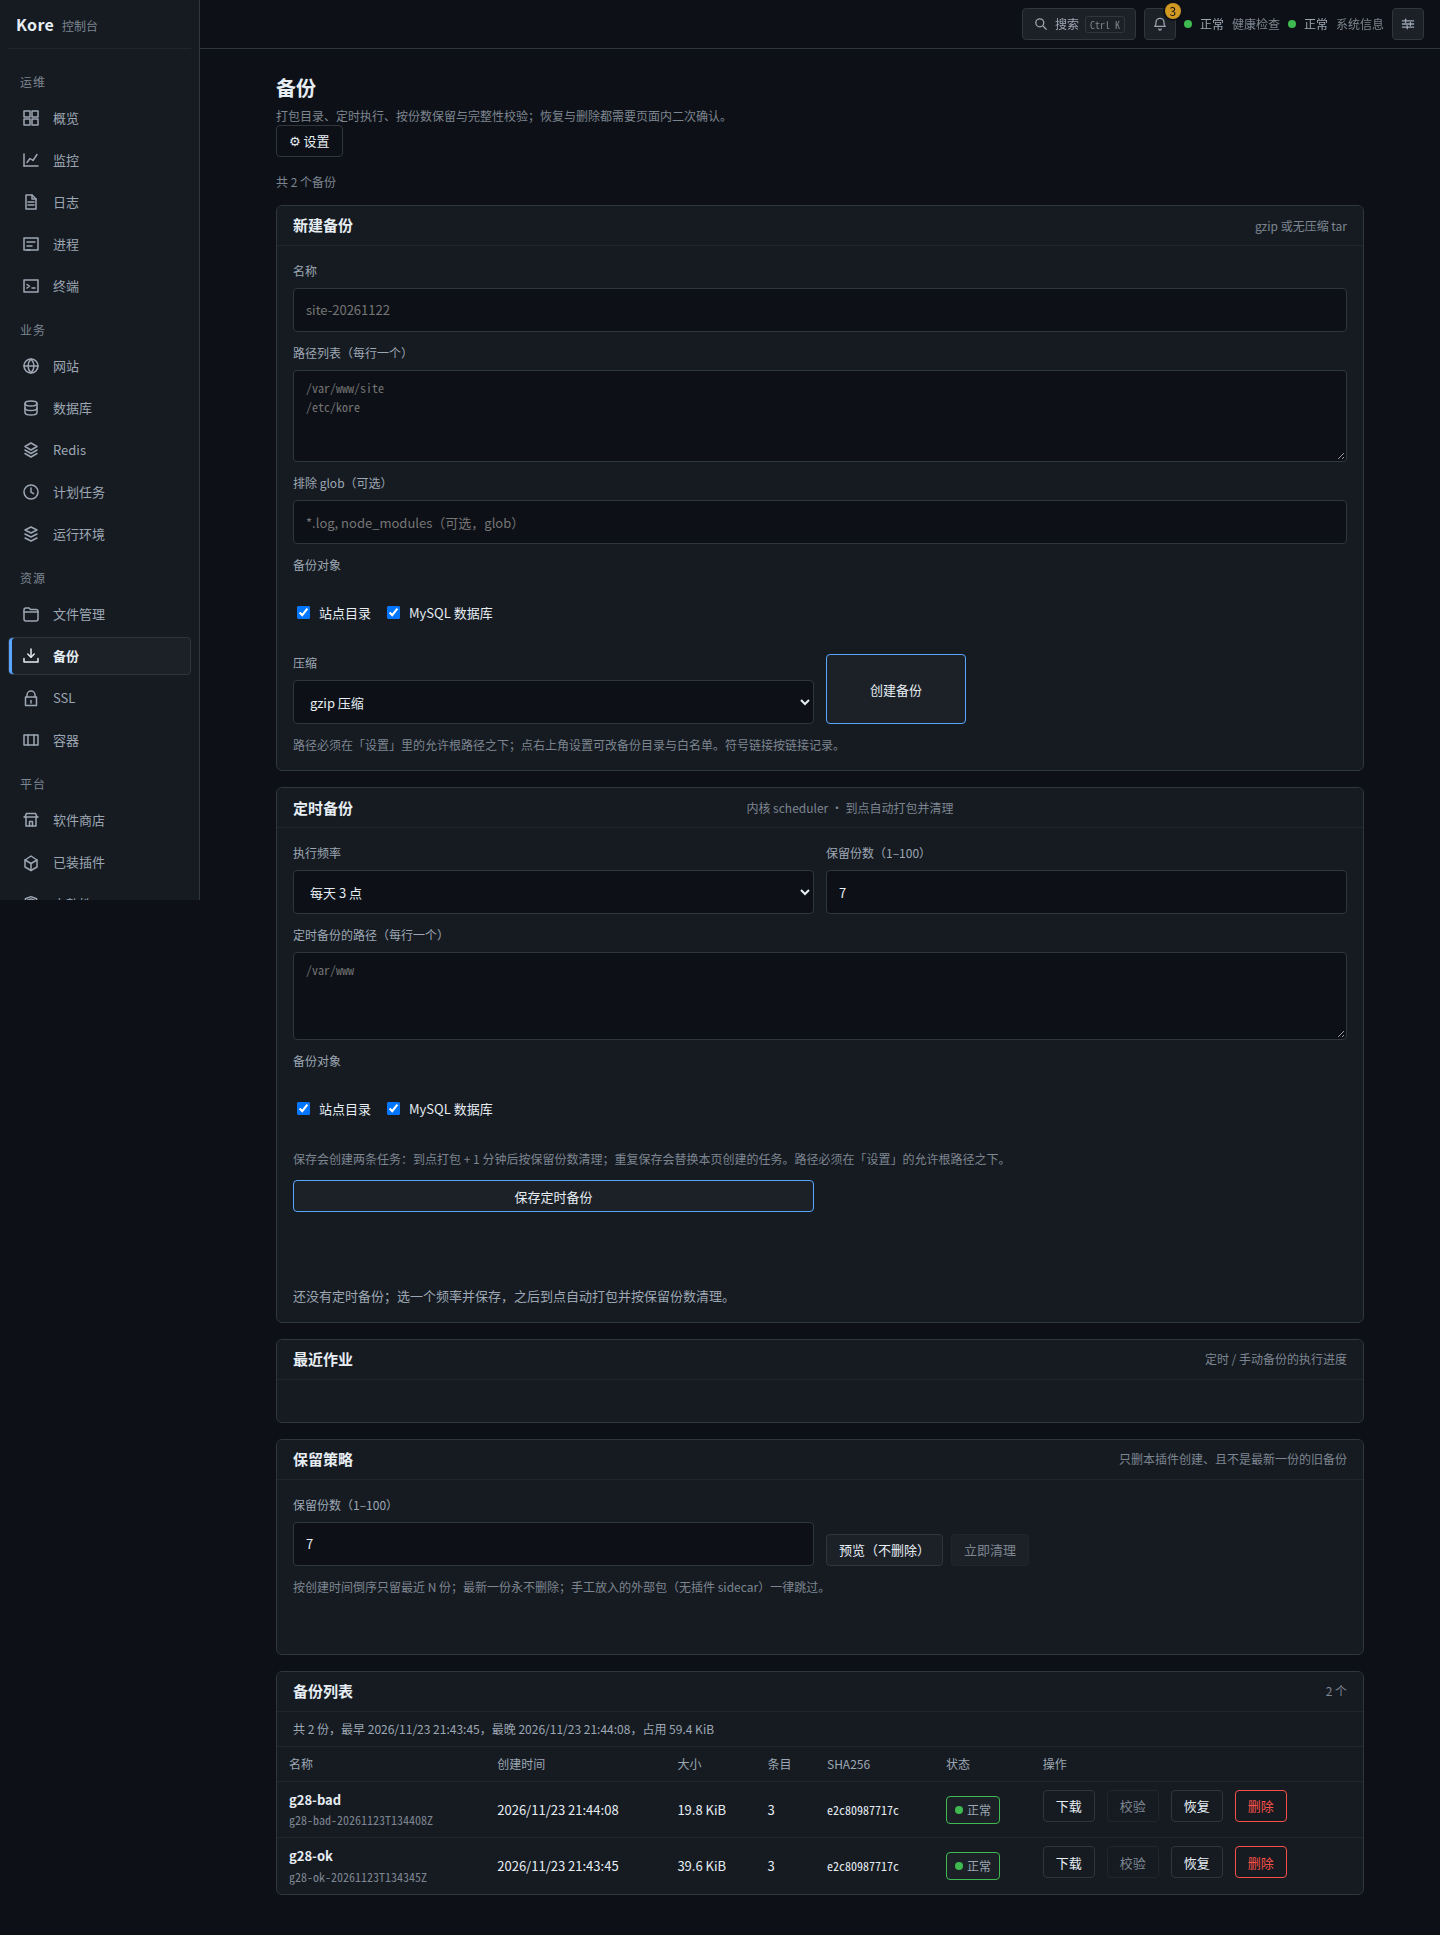 Kore 控制台
搜索 Ctrl K
3
正常 健康检查
正常 系统信息
运维
概览
监控
日志
进程
终端
业务
网站
数据库
Redis
计划任务
运行环境
资源
文件管理
备份
SSL
容器
平台
软件商店
已装插件
备份
打包目录、定时执行、按份数保留与完整性校验；恢复与删除都需要页面内二次确认。
⚙ 设置
共 2 个备份
新建备份
gzip 或无压缩 tar
名称
site-20261122
路径列表（每行一个）
/var/www/site
/etc/kore
排除 glob（可选）
*.log, node_modules（可选，glob）
备份对象
站点目录 MySQL 数据库
压缩
gzip 压缩
创建备份
路径必须在「设置」里的允许根路径之下；点右上角设置可改备份目录与白名单。符号链接按链接记录。
定时备份
内核 scheduler · 到点自动打包并清理
执行频率
保留份数（1–100）
每天 3 点
7
定时备份的路径（每行一个）
/var/www
备份对象
站点目录 MySQL 数据库
保存会创建两条任务：到点打包 + 1 分钟后按保留份数清理；重复保存会替换本页创建的任务。路径必须在「设置」的允许根路径之下。
保存定时备份
还没有定时备份；选一个频率并保存，之后到点自动打包并按保留份数清理。
最近作业
定时 / 手动备份的执行进度
保留策略
只删本插件创建、且不是最新一份的旧备份
保留份数（1–100）
7
预览（不删除） 立即清理
按创建时间倒序只留最近 N 份；最新一份永不删除；手工放入的外部包（无插件 sidecar）一律跳过。
备份列表
2 个
共 2 份，最早 2026/11/23 21:43:45，最晚 2026/11/23 21:44:08，占用 59.4 KiB
名称 创建时间 大小 条目 SHA256 状态 操作
g28-bad
g28-bad-20261123T134408Z
2026/11/23 21:44:08 19.8 KiB 3 e2c80987717c 正常 下载 校验 恢复 删除
g28-ok
g28-ok-20261123T134345Z
2026/11/23 21:43:45 39.6 KiB 3 e2c80987717c 正常 下载 校验 恢复 删除